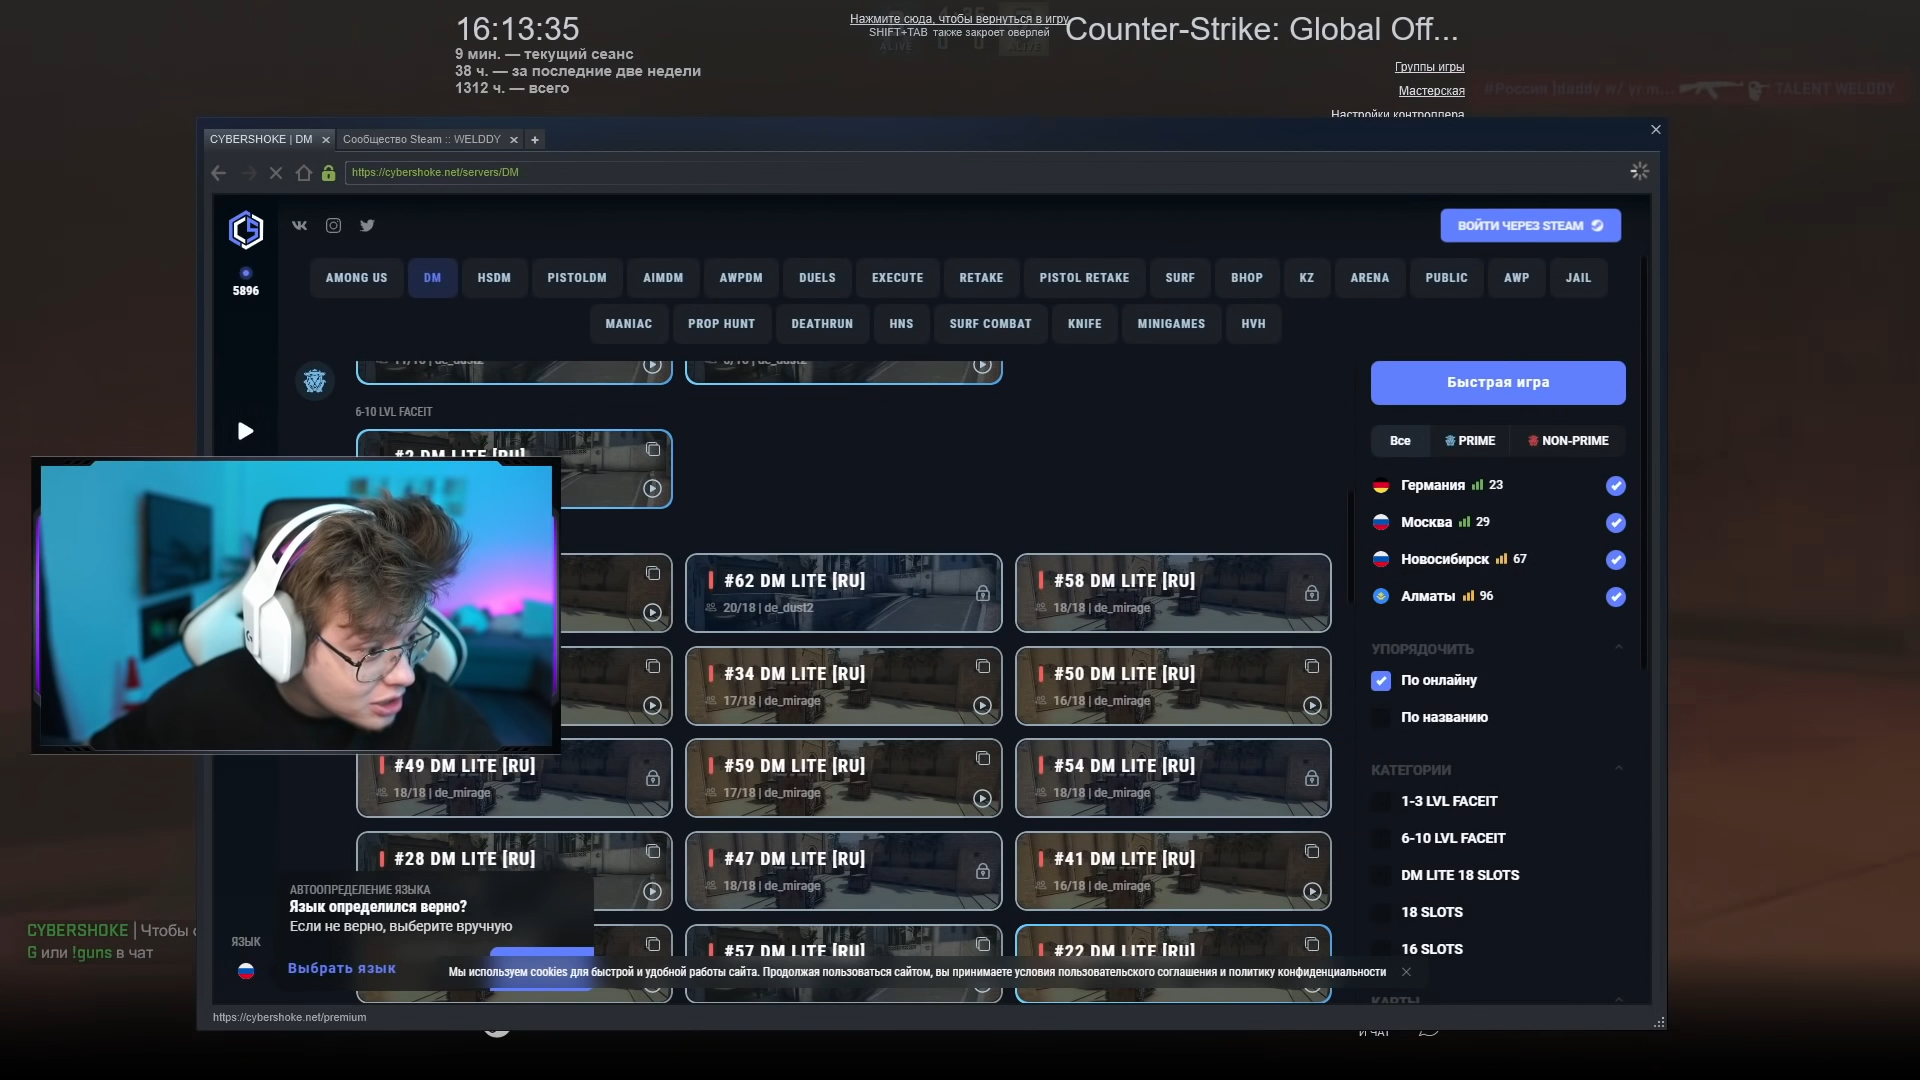 16:13:35
9 мин. — текущий сеанс
38 ч. — за последние две недели
1312 ч. — всего
Нажмите сюда, чтобы вернуться в игру
SHIFT+TAB также закроет оверлей
Counter-Strike: Global Off...
Группы игры
Мастерская
Настройки контроллера
TALENT WELDDY
CYBERSHOKE | DM
Сообщество Steam :: WELDDY
https://cybershoke.net/servers/DM
ВОЙТИ ЧЕРЕЗ STEAM
5896
AMONG US
DM
HSDM
PISTOLDM
AIMDM
AWPDM
DUELS
EXECUTE
RETAKE
PISTOL RETAKE
SURF
BHOP
KZ
ARENA
PUBLIC
AWP
JAIL
MANIAC
PROP HUNT
DEATHRUN
HNS
SURF COMBAT
KNIFE
MINIGAMES
HVH
6-10 LVL FACEIT
#2 DM LITE [RU]
#62 DM LITE [RU]
20/18 | de_dust2
#58 DM LITE [RU]
18/18 | de_mirage
#34 DM LITE [RU]
17/18 | de_mirage
#50 DM LITE [RU]
16/18 | de_mirage
#49 DM LITE [RU]
18/18 | de_mirage
#59 DM LITE [RU]
17/18 | de_mirage
#54 DM LITE [RU]
18/18 | de_mirage
#28 DM LITE [RU]
#47 DM LITE [RU]
18/18 | de_mirage
#41 DM LITE [RU]
16/18 | de_mirage
#57 DM LITE [RU]
#22 DM LITE [RU]
Быстрая игра
Все
PRIME
NON-PRIME
Германия 23
Москва 29
Новосибирск 67
Алматы 96
УПОРЯДОЧИТЬ
По онлайну
По названию
КАТЕГОРИИ
1-3 LVL FACEIT
6-10 LVL FACEIT
DM LITE 18 SLOTS
18 SLOTS
16 SLOTS
КАРТЫ
АВТООПРЕДЕЛЕНИЕ ЯЗЫКА
Язык определился верно?
Если не верно, выберите вручную
Выбрать язык
ЯЗЫК
Мы используем cookies для быстрой и удобной работы сайта. Продолжая пользоваться сайтом, вы принимаете условия пользовательского соглашения и политику конфиденциальности
https://cybershoke.net/premium
CYBERSHOKE | Чтобы
G или !guns в чат
И ЧАТ